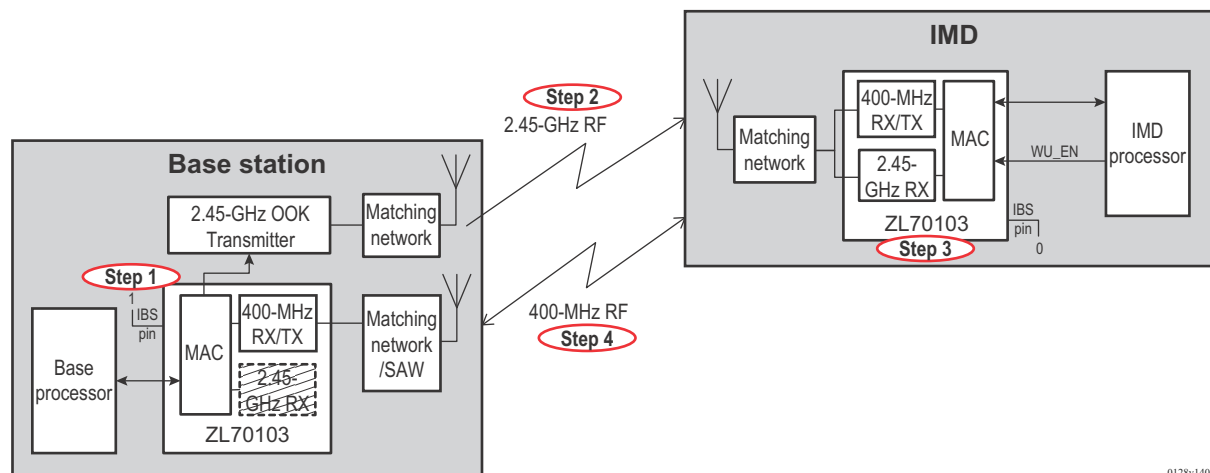 IMD
Step 2
2.45-GHz RF
400-MHz
RX/TX
MAC
2.45-
GHz RX
ZL70103
Step 3
Matching
network
WU_EN
IMD
processor
IBS
pin
0
Base station
2.45-GHz OOK
Transmitter
Matching
network
Step 1
1
IBS
pin
400-MHz
RX/TX
MAC
2.45-
GHz RX
ZL70103
Base
processor
Matching
network
/SAW
400-MHz RF
Step 4
0128v140